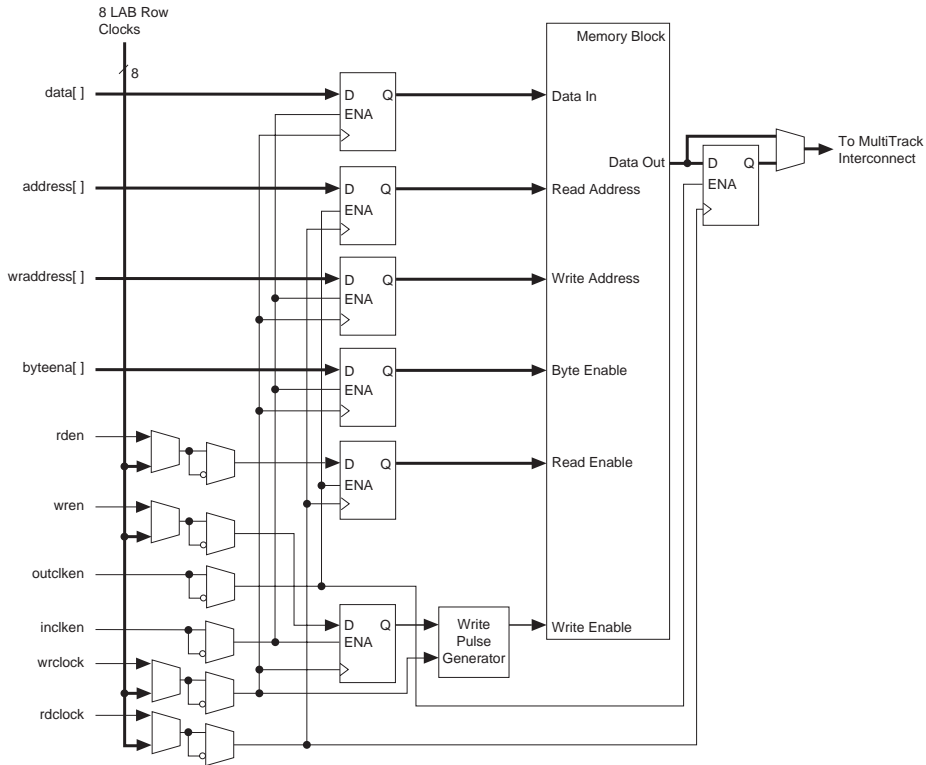 8 LAB Row
Clocks
8
Memory Block
data[ ]
D Q
ENA
Data In
To MultiTrack
Interconnect
Data Out
D Q
ENA
address[ ]
D Q
ENA
Read Address
wraddress[ ]
D Q
ENA
Write Address
byteena[ ]
D Q
ENA
Byte Enable
rden
D Q
ENA
Read Enable
wren
outclken
inclken
D Q
ENA
Write
Pulse
Generator
Write Enable
wrclock
rdclock